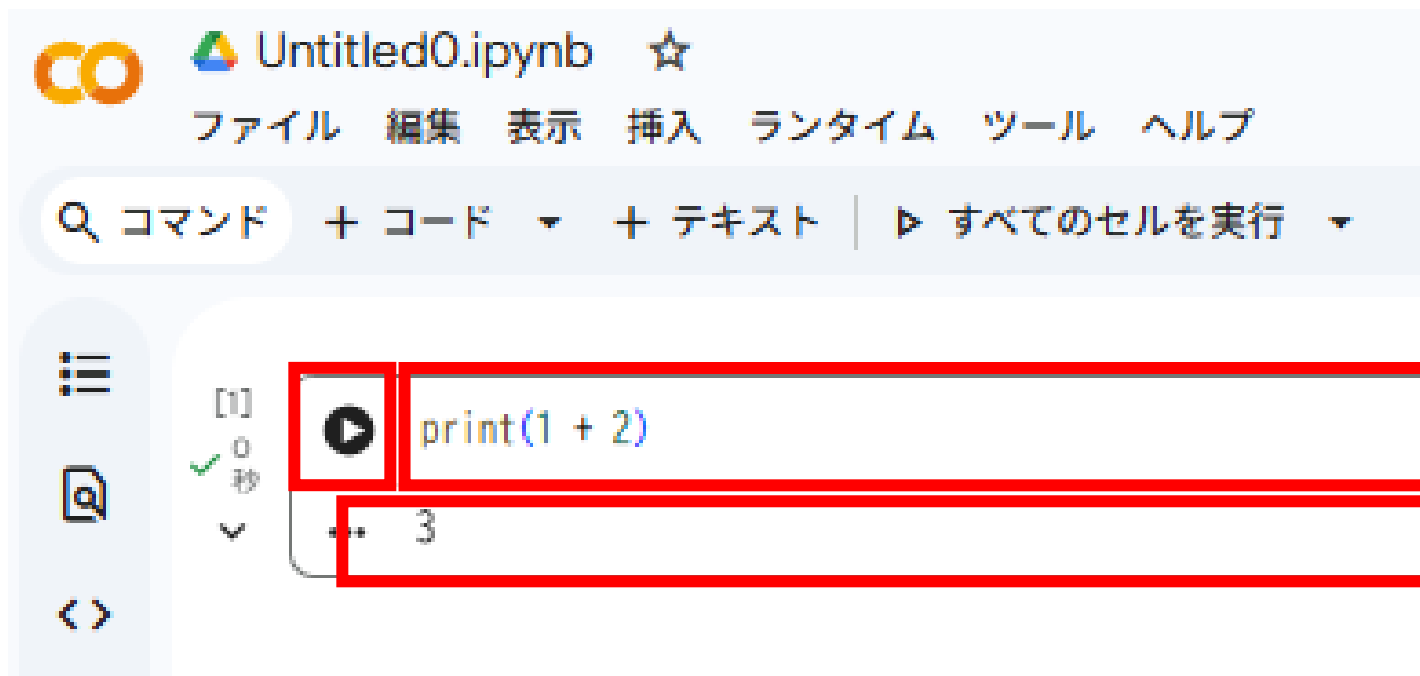 CO Untitled0.ipynb
ファイル 編集 表示 挿入 ランタイム ツール ヘルプ
コマンド + コード + テキスト すべてのセルを実行
[1] print(1 + 2)
0
秒
3